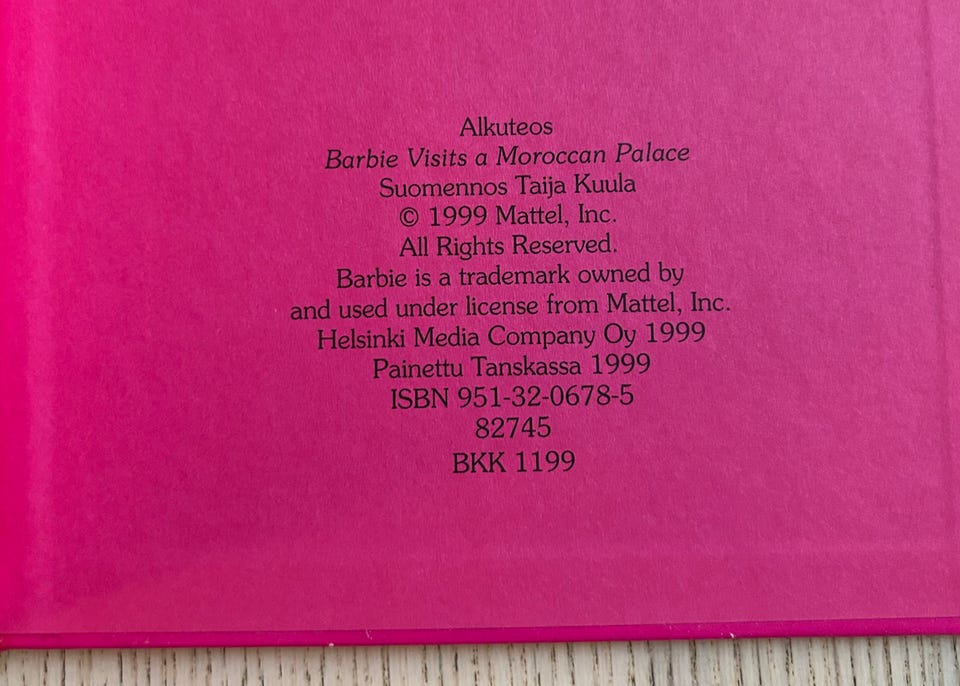 Alkuteos
Barbie Visits a Moroccan Palace
Suomennos Taija Kuula
© 1999 Mattel, Inc.
All Rights Reserved.
Barbie is a trademark owned by
and used under license from Mattel, Inc.
Helsinki Media Company Oy 1999
Painettu Tanskassa 1999
ISBN 951-32-0678-5
82745
BKK 1199